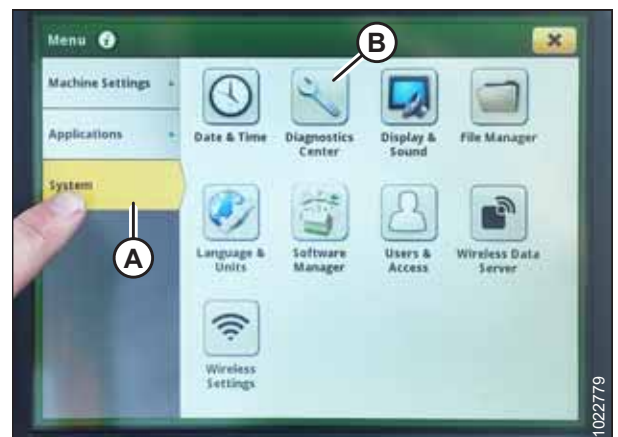 Menu i
B
Machine Settings
Applications
System
A
Date & Time
Diagnostics
Center
Display &
Sound
File Manager
Language &
Units
Software
Manager
Users &
Access
Wireless Data
Server
Wireless
Settings
1022779